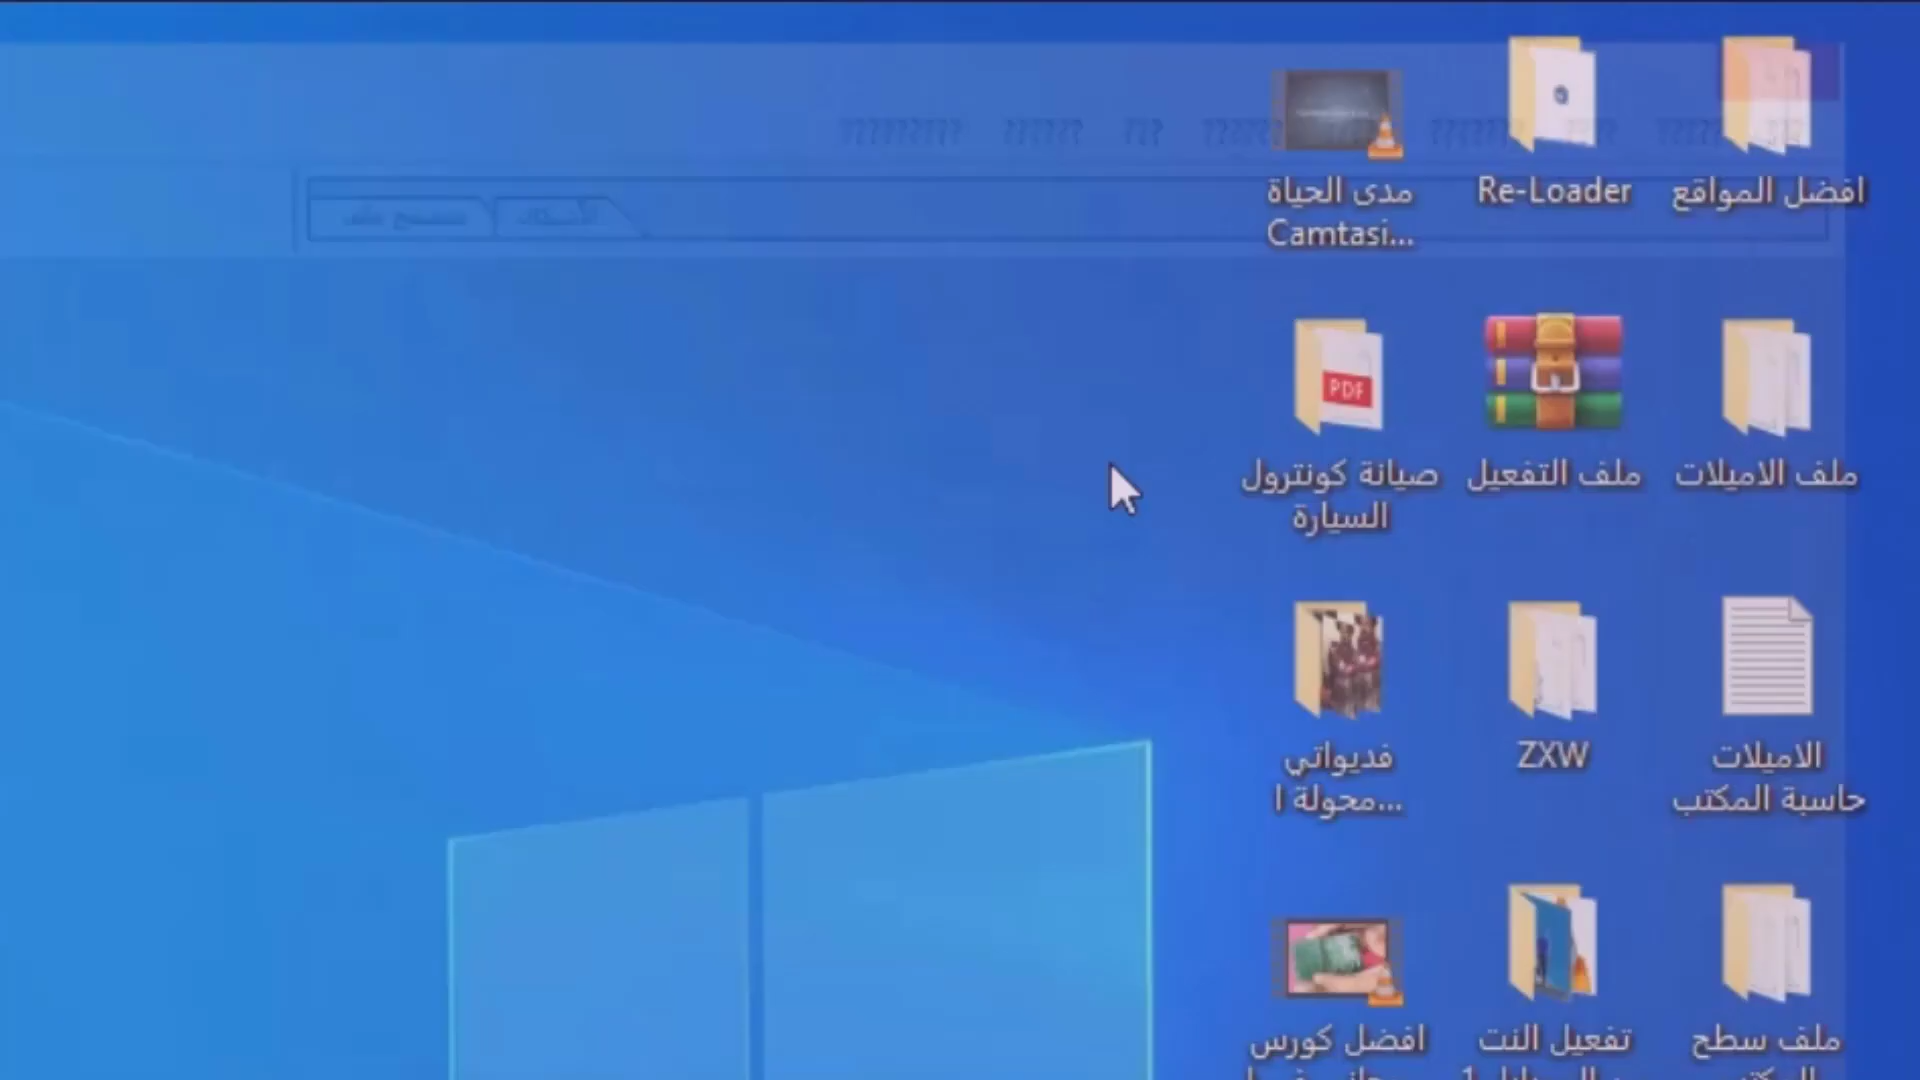 افضل المواقع
Re-Loader
مدى الحياة
Camtasi...
ملف الاميلات
ملف التفعيل
صيانة كونترول
السيارة
PDF
الاميلات
حاسبة المكتب
ZXW
فديواتي
محولة ا...
ملف سطح
تفعيل النت
افضل كورس